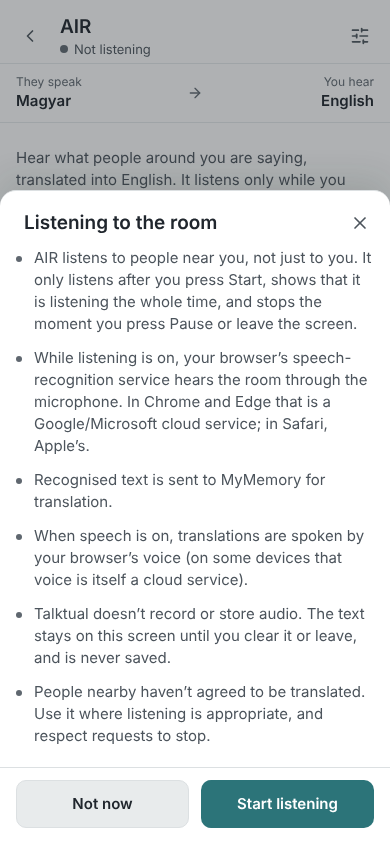 AIR
Not listening
They speak
Magyar
You hear
English
Hear what people around you are saying,
translated into English. It listens only while you
Listening to the room
AIR listens to people near you, not just to you. It
only listens after you press Start, shows that it
is listening the whole time, and stops the
moment you press Pause or leave the screen.
While listening is on, your browser’s speech-
recognition service hears the room through the
microphone. In Chrome and Edge that is a
Google/Microsoft cloud service; in Safari,
Apple’s.
Recognised text is sent to MyMemory for
translation.
When speech is on, translations are spoken by
your browser’s voice (on some devices that
voice is itself a cloud service).
Talktual doesn’t record or store audio. The text
stays on this screen until you clear it or leave,
and is never saved.
People nearby haven’t agreed to be translated.
Use it where listening is appropriate, and
respect requests to stop.
Not now
Start listening